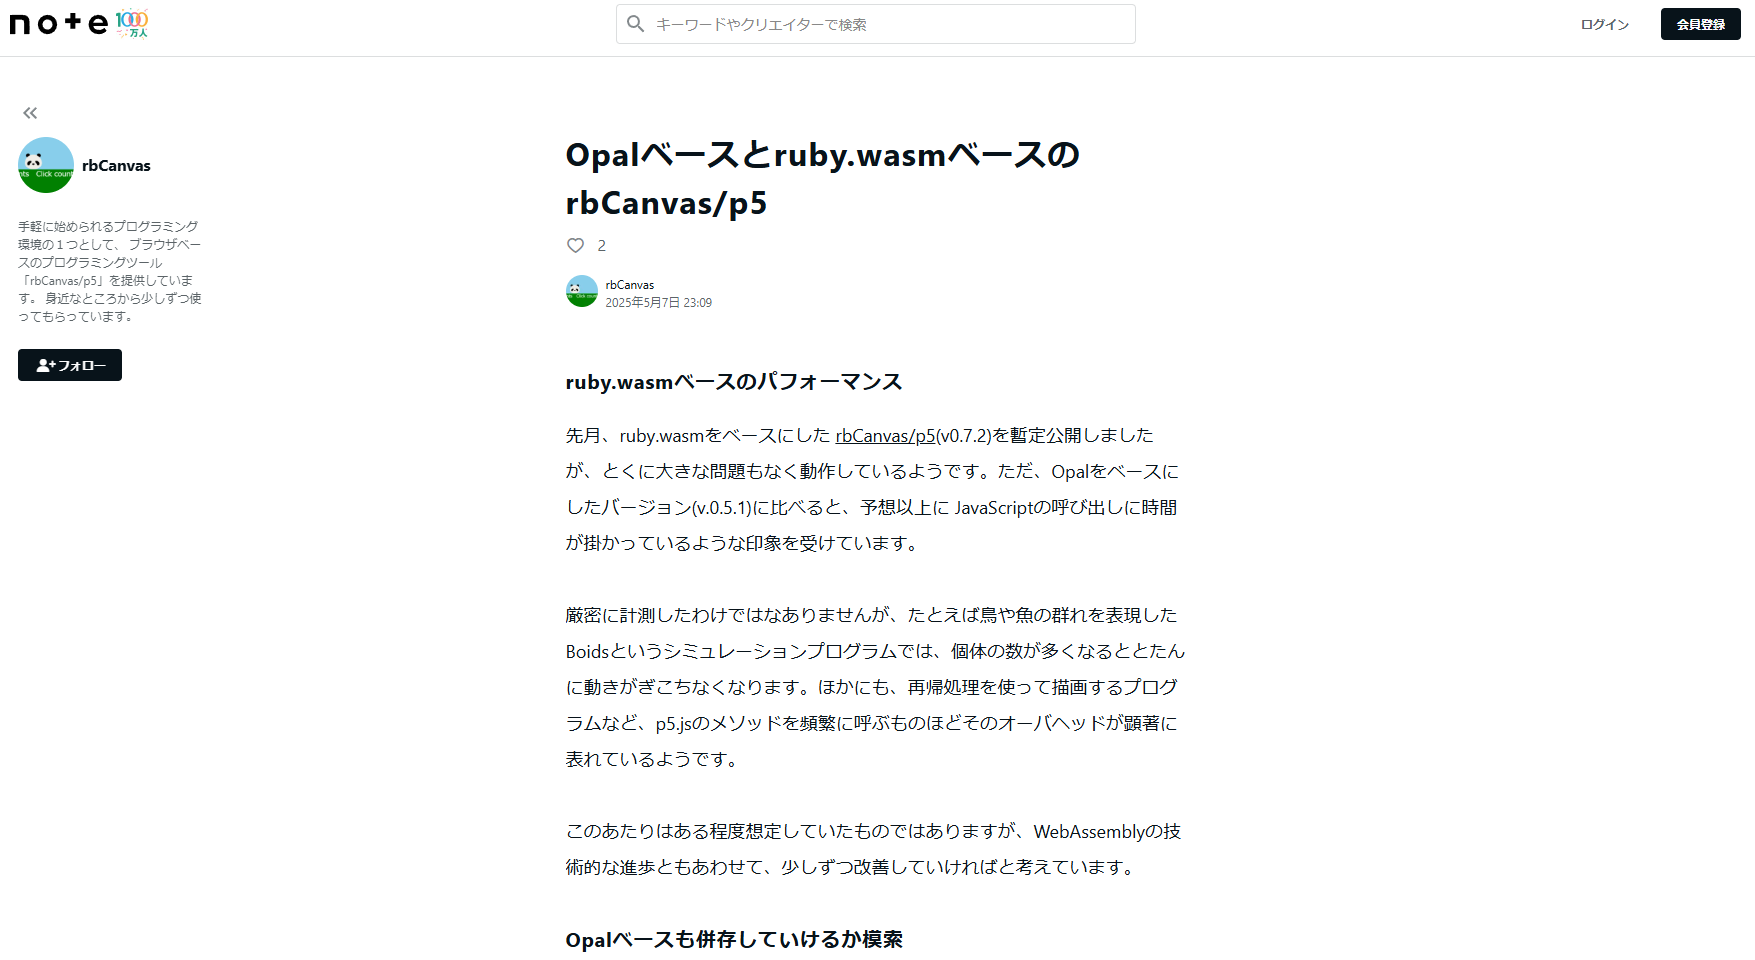 note 1000万人
キーワードやクリエイターで検索
ログイン
会員登録
rbCanvas
手軽に始められるプログラミング
環境の１つとして、 ブラウザベー
スのプログラミングツール
「rbCanvas/p5」を提供していま
す。 身近なところから少しずつ使
ってもらっています。
フォロー
Opalベースとruby.wasmベースの
rbCanvas/p5
2
rbCanvas
2025年5月7日 23:09
ruby.wasmベースのパフォーマンス
先月、ruby.wasmをベースにした rbCanvas/p5(v0.7.2)を暫定公開しました
が、とくに大きな問題もなく動作しているようです。ただ、Opalをベースに
したバージョン(v.0.5.1)に比べると、予想以上に JavaScriptの呼び出しに時間
が掛かっているような印象を受けています。
厳密に計測したわけではなありませんが、たとえば鳥や魚の群れを表現した
Boidsというシミュレーションプログラムでは、個体の数が多くなるととたん
に動きがぎこちなくなります。ほかにも、再帰処理を使って描画するプログ
ラムなど、p5.jsのメソッドを頻繁に呼ぶものほどそのオーバヘッドが顕著に
表れているようです。
このあたりはある程度想定していたものではありますが、WebAssemblyの技
術的な進歩ともあわせて、少しずつ改善していければと考えています。
Opalベースも併存していけるか模索